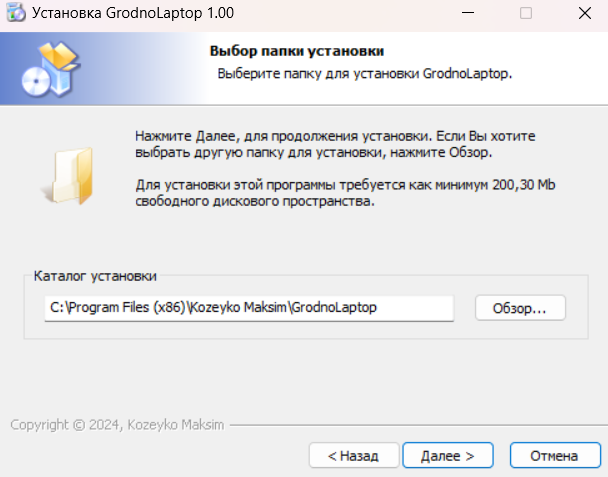 Установка GrodnoLaptop 1.00
Выбор папки установки
Выберите папку для установки GrodnoLaptop.
Нажмите Далее, для продолжения установки. Если Вы хотите
выбрать другую папку для установки, нажмите Обзор.
Для установки этой программы требуется как минимум 200,30 Mb
свободного дискового пространства.
Каталог установки
C:\Program Files (x86)\Kozeyko Maksim\GrodnoLaptop
Обзор...
Copyright © 2024, Kozeyko Maksim
< Назад
Далее >
Отмена